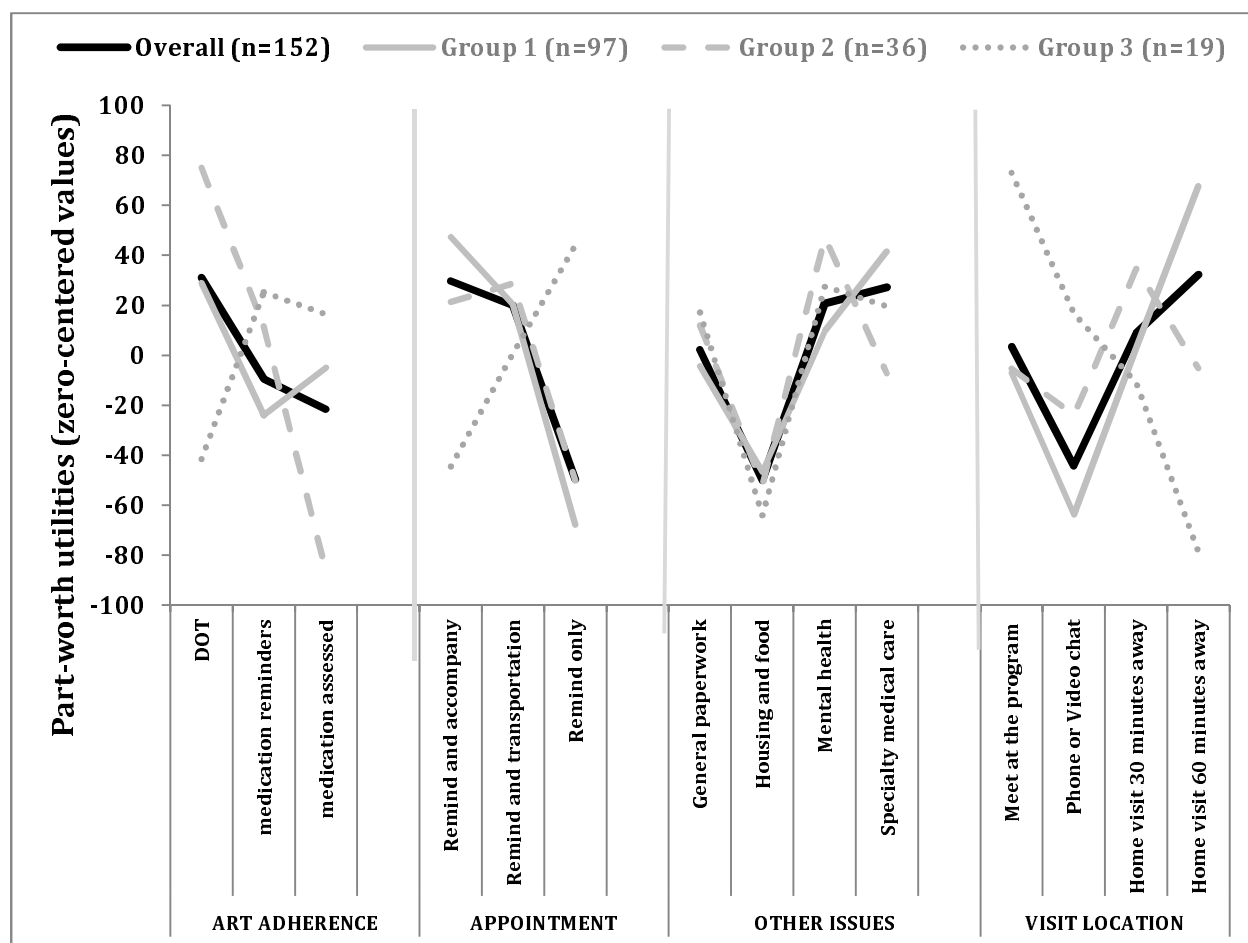 Overall (n=152) Group 1 (n=97) Group 2 (n=36) Group 3 (n=19)
Part-worth utilities (zero-centered values)
100
80
60
40
20
0
-20
-40
-60
-80
-100
DOT
medication reminders
medication assessed
Remind and accompany
Remind and transportation
Remind only
General paperwork
Housing and food
Mental health
Specialty medical care
Meet at the program
Phone or Video chat
Home visit 30 minutes away
Home visit 60 minutes away
ART ADHERENCE APPOINTMENT OTHER ISSUES VISIT LOCATION